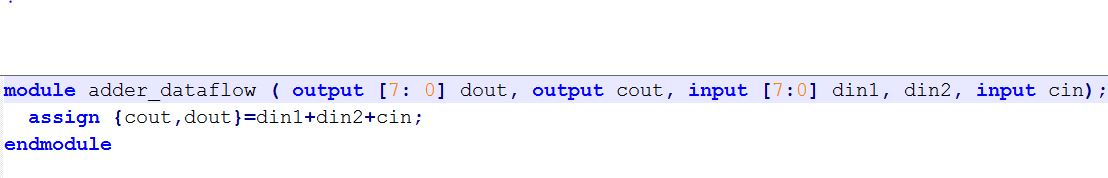 module adder_dataflow ( output [7: 0] dout, output cout, input [7:0] din1, din2, input cin);
assign {cout,dout}=din1+din2+cin;
endmodule